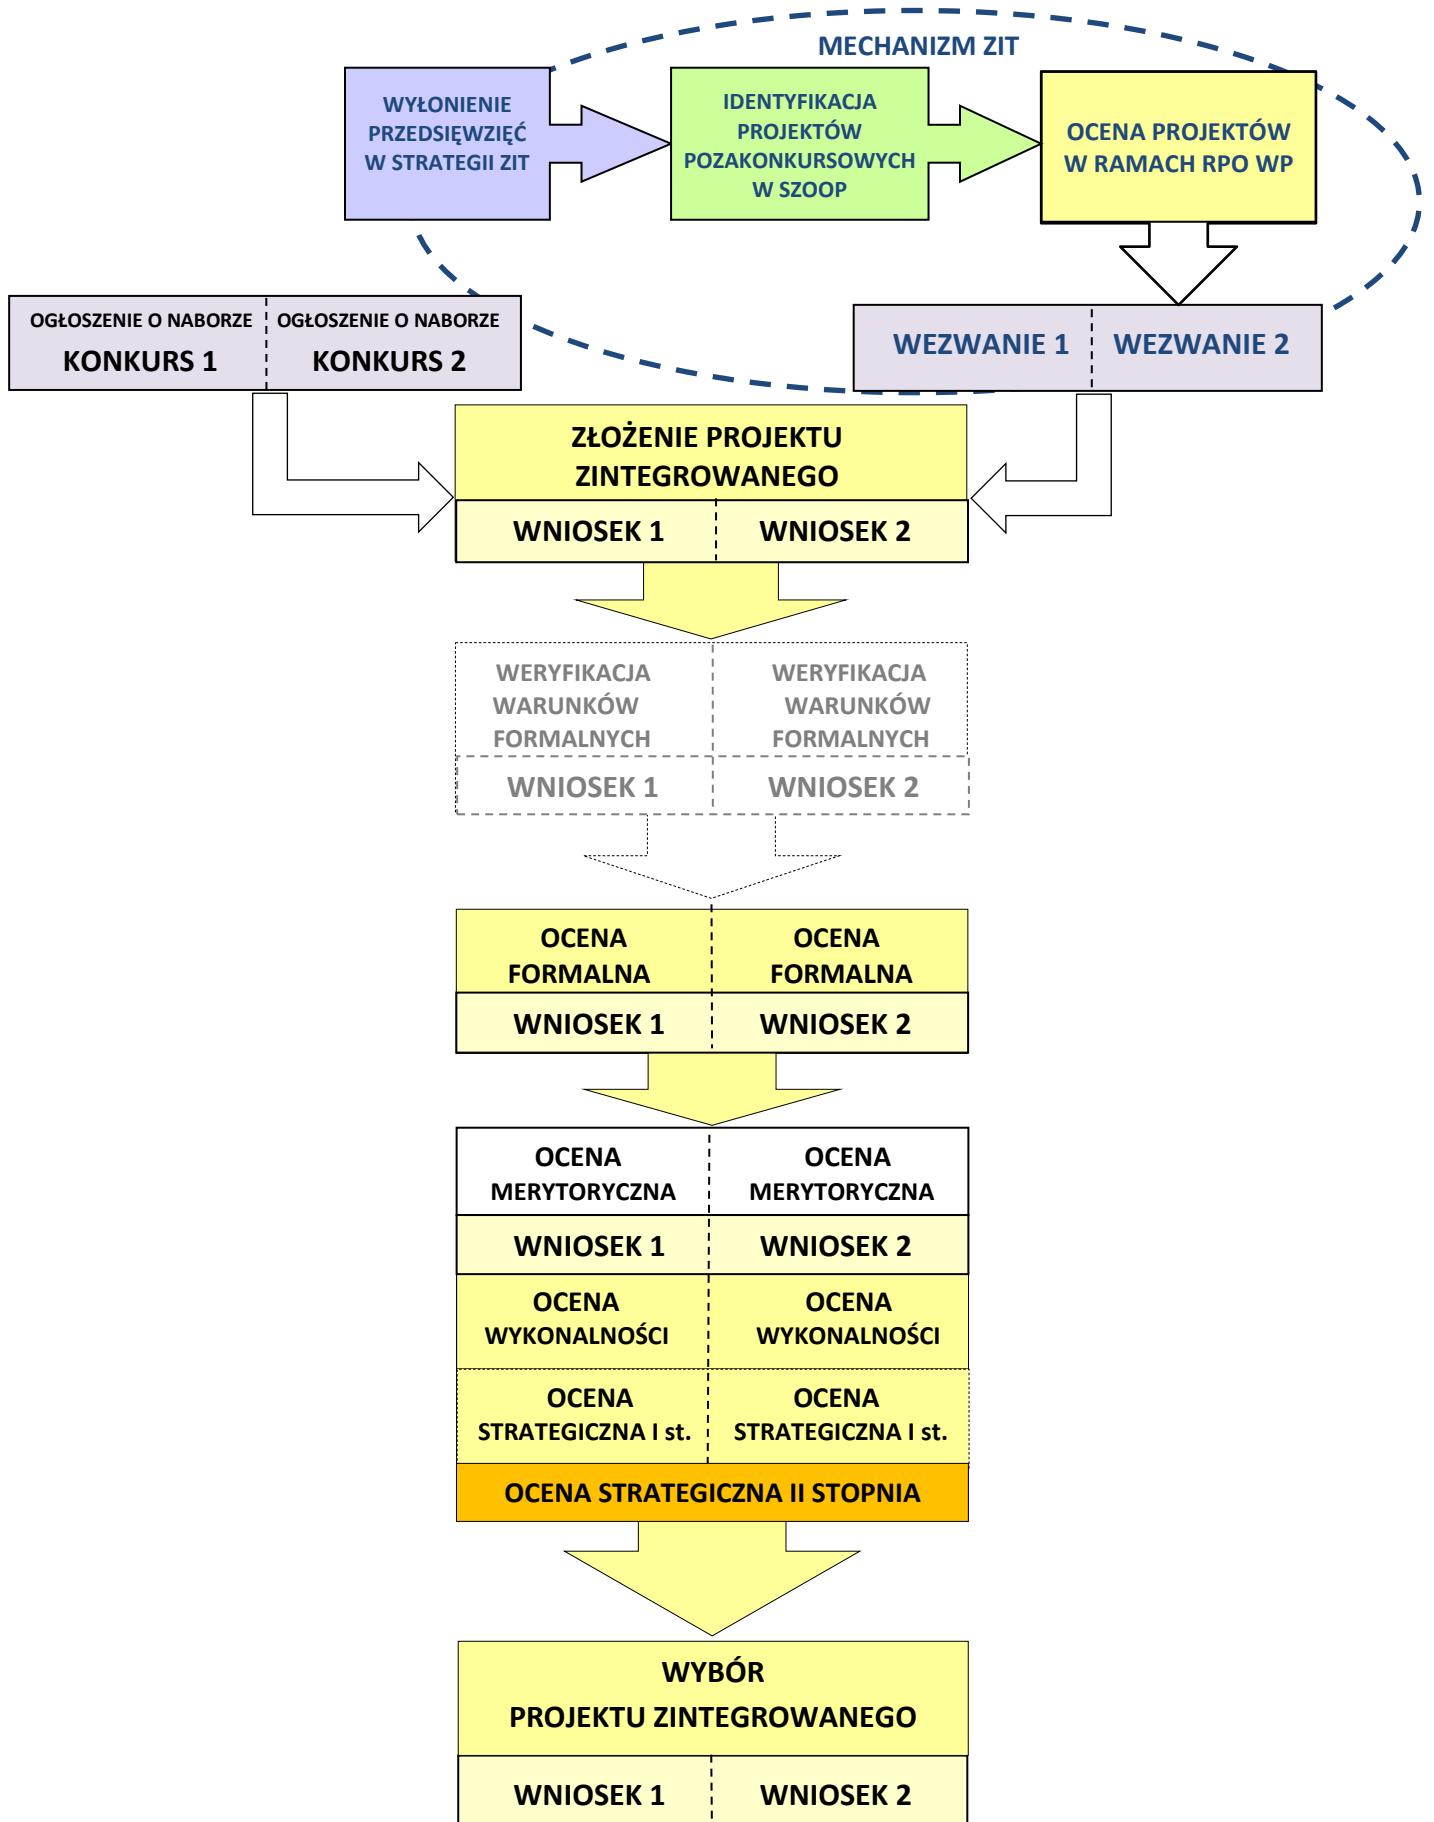 MECHANIZM ZIT
WYŁONIENIE
PRZEDSIĘWZIĘĆ
W STRATEGII ZIT
IDENTYFIKACJA
PROJEKTÓW
POZAKONKURSOWYCH
W SZOOP
OCENA PROJEKTÓW
W RAMACH RPO WP
OGŁOSZENIE O NABORZE
KONKURS 1
OGŁOSZENIE O NABORZE
KONKURS 2
WEZWANIE 1
WEZWANIE 2
ZŁOŻENIE PROJEKTU
ZINTEGROWANEGO
WNIOSEK 1
WNIOSEK 2
WERYFIKACJA
WARUNKÓW
FORMALNYCH
WNIOSEK 1
WERYFIKACJA
WARUNKÓW
FORMALNYCH
WNIOSEK 2
OCENA
FORMALNA
WNIOSEK 1
OCENA
FORMALNA
WNIOSEK 2
OCENA
MERYTORYCZNA
OCENA
MERYTORYCZNA
WNIOSEK 1
WNIOSEK 2
OCENA
WYKONALNOŚCI
OCENA
WYKONALNOŚCI
OCENA
STRATEGICZNA I st.
OCENA
STRATEGICZNA I st.
OCENA STRATEGICZNA II STOPNIA
WYBÓR
PROJEKTU ZINTEGROWANEGO
WNIOSEK 1
WNIOSEK 2